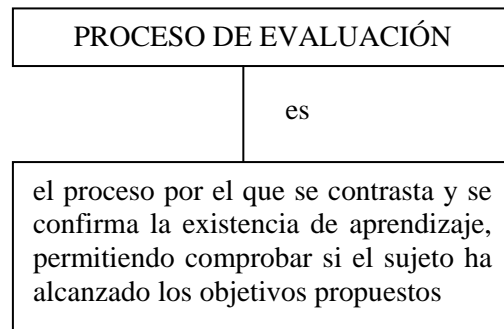 PROCESO DE EVALUACIÓN
es
el proceso por el que se contrasta y se
confirma la existencia de aprendizaje,
permitiendo comprobar si el sujeto ha
alcanzado los objetivos propuestos